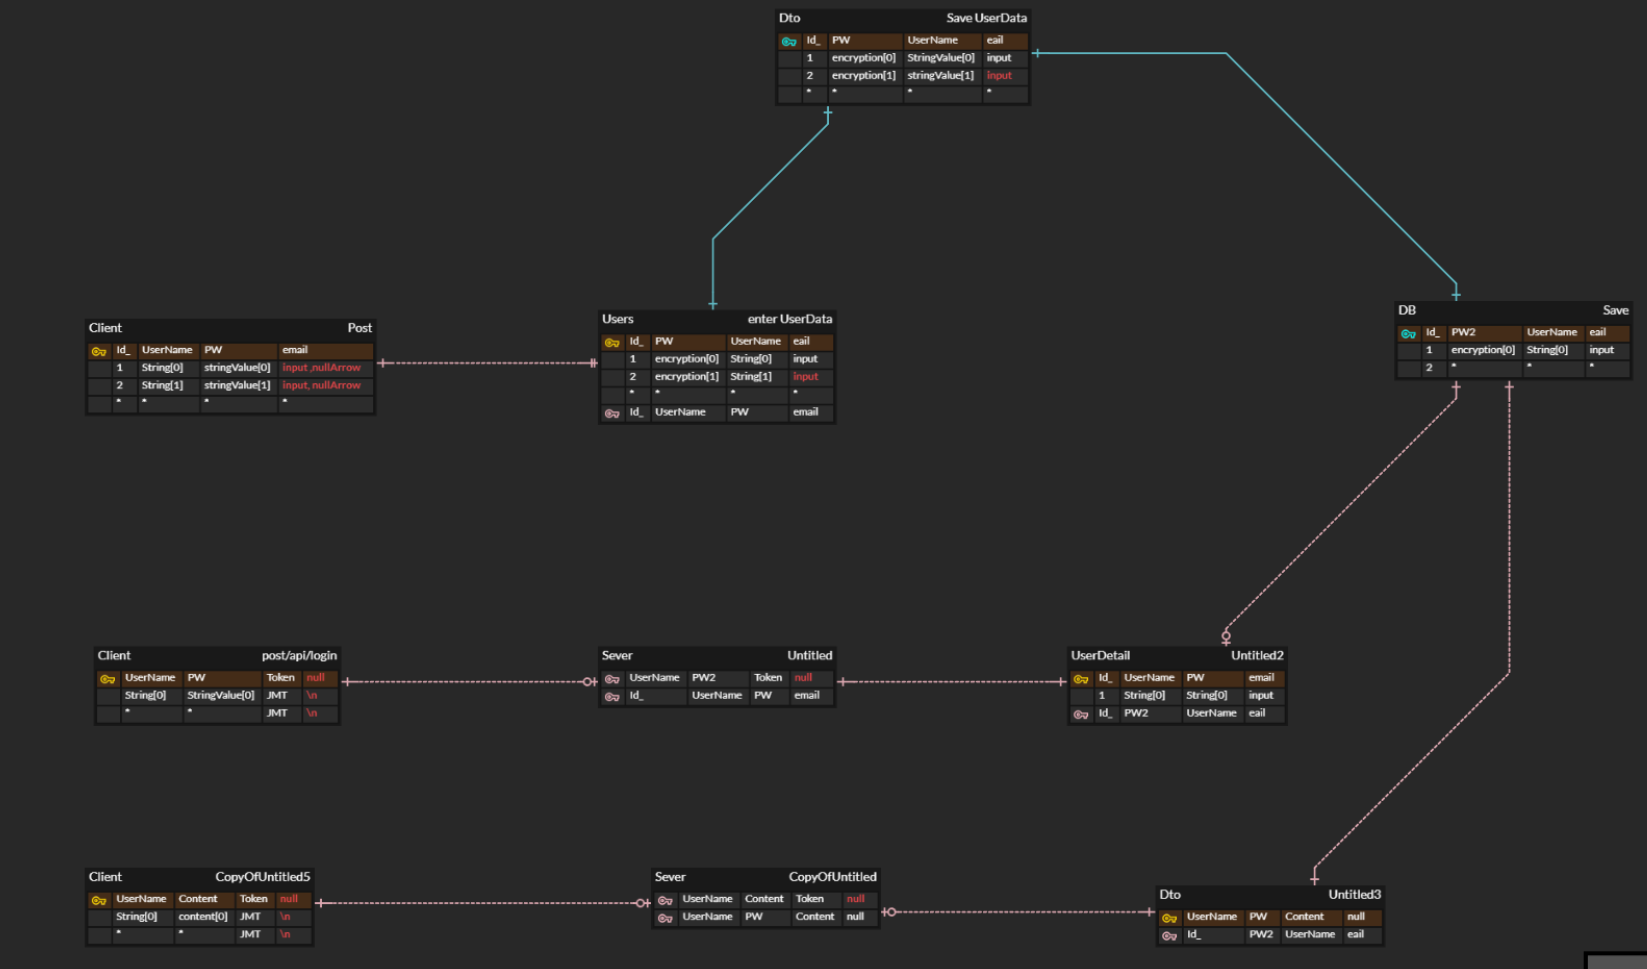 Dto Save UserData
Id_ PW UserName eail
1 encryption[0] StringValue[0] input
2 encryption[1] stringValue[1] input
* * * *
Client Post
Id_ UserName PW email
1 String[0] stringValue[0] input ,nullArrow
2 String[1] stringValue[1] input, nullArrow
* * * *
Users enter UserData
Id_ PW UserName eail
1 encryption[0] String[0] input
2 encryption[1] String[1] input
* * * *
Id_ UserName PW email
DB Save
Id_ PW2 UserName eail
1 encryption[0] String[0] input
2 * * *
Client post/api/login
UserName PW Token null
String[0] StringValue[0] JMT \n
* * JMT \n
Sever Untitled
UserName PW2 Token null
Id_ UserName PW email
UserDetail Untitled2
Id_ UserName PW email
1 String[0] String[0] input
Id_ PW2 UserName eail
Client CopyOfUntitled5
UserName Content Token null
String[0] content[0] JMT \n
* * JMT \n
Sever CopyOfUntitled
UserName Content Token null
UserName PW Content null
Dto Untitled3
UserName PW Content null
Id_ PW2 UserName eail